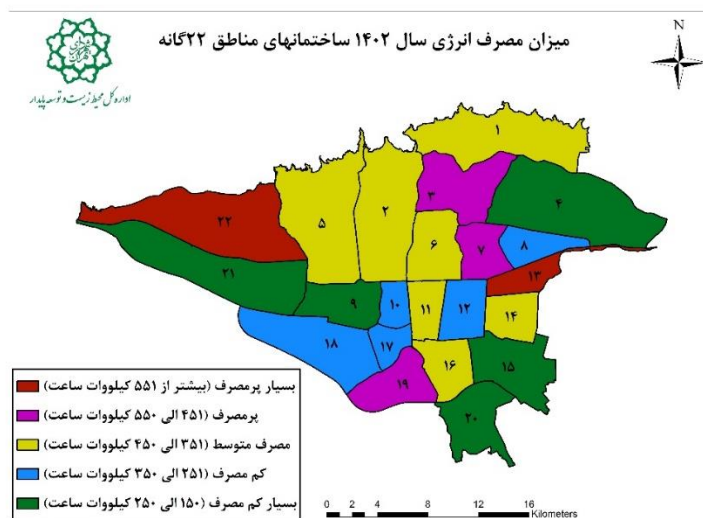 میزان مصرف انرژی سال ۱۴۰۲ ساختمانهای مناطق ۲۲گانه
N
اداره کل محیط زیست و توسعه پایدار
۱
۳
۴
۲
۵
۶
۲۲
۷
۸
۱۳
۲۱
۹
۱۰
۱۱
۱۲
۱۴
۱۸
۱۷
۱۶
۱۵
۱۹
۲۰
بسیار پرمصرف (بیشتر از ۵۵۱ کیلووات ساعت)
پرمصرف (۴۵۱ الی ۵۵۰ کیلووات ساعت)
مصرف متوسط (۳۵۱ الی ۴۵۰ کیلووات ساعت)
کم مصرف (۲۵۱ الی ۳۵۰ کیلووات ساعت)
بسیار کم مصرف (۱۵۰ الی ۲۵۰ کیلووات ساعت)
0 2 4 8 12 16
Kilometers